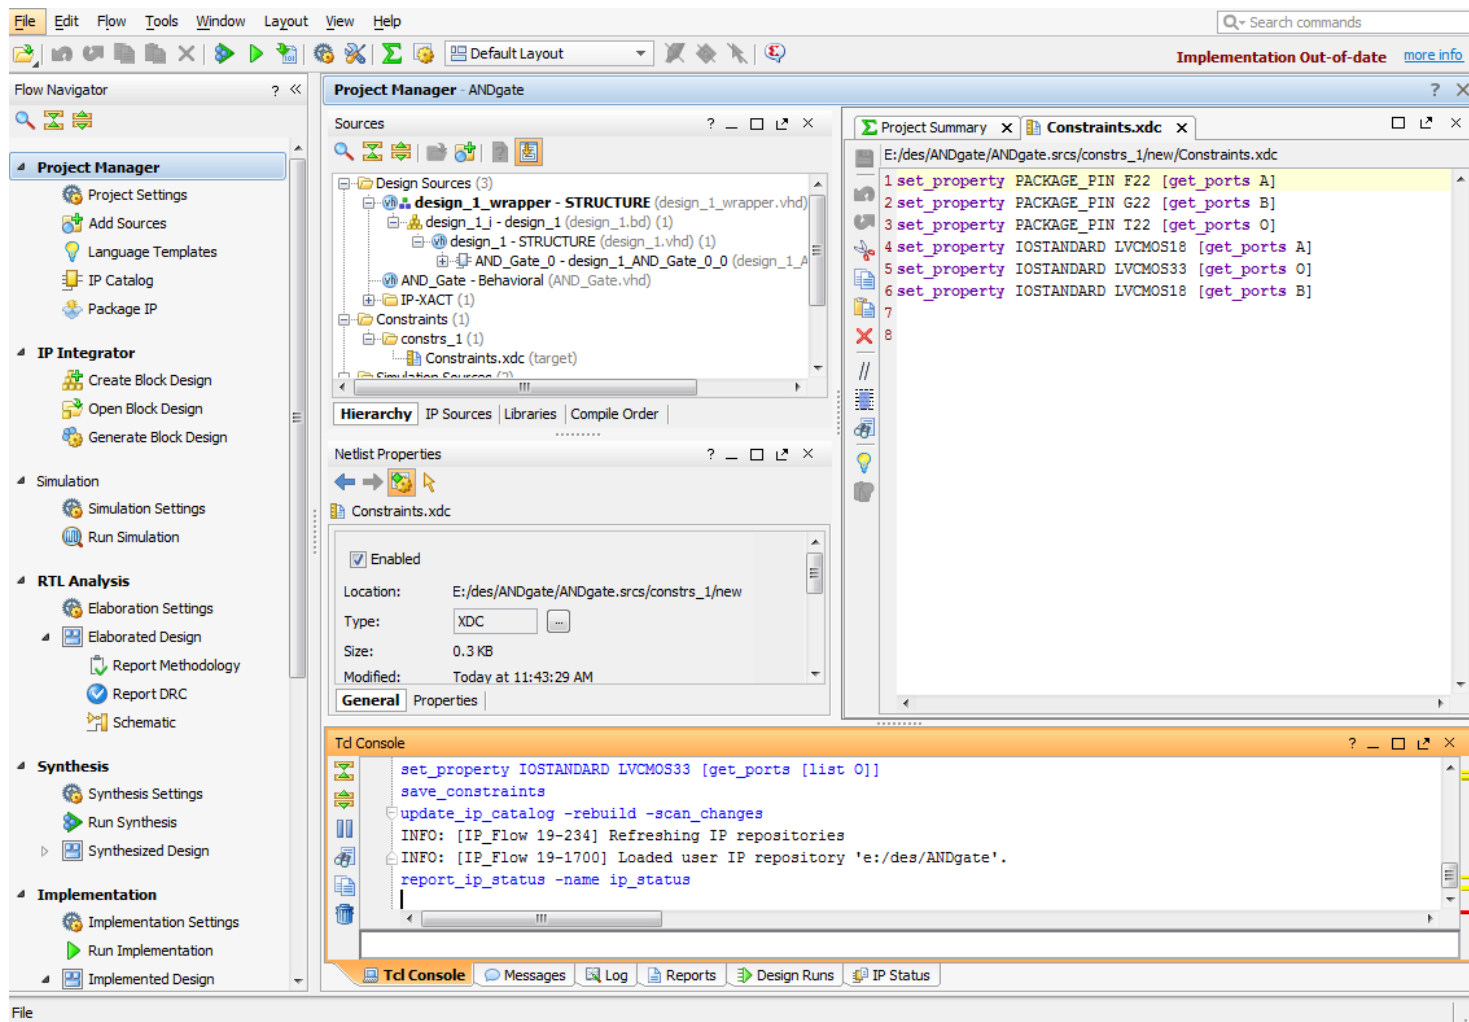 File Edit Flow Tools Window Layout View Help
Search commands
Default Layout
Implementation Out-of-date more info
Flow Navigator ? «
Project Manager
Project Settings
Add Sources
Language Templates
IP Catalog
Package IP
IP Integrator
Create Block Design
Open Block Design
Generate Block Design
Simulation
Simulation Settings
Run Simulation
RTL Analysis
Elaboration Settings
Elaborated Design
Report Methodology
Report DRC
Schematic
Synthesis
Synthesis Settings
Run Synthesis
Synthesized Design
Implementation
Implementation Settings
Run Implementation
Implemented Design
Project Manager - ANDgate
Sources
Design Sources (3)
design_1_wrapper - STRUCTURE (design_1_wrapper.vhd)
design_1_i - design_1 (design_1.bd) (1)
design_1 - STRUCTURE (design_1.vhd) (1)
AND_Gate_0 - design_1_AND_Gate_0_0 (design_1_A
AND_Gate - Behavioral (AND_Gate.vhd)
IP-XACT (1)
Constraints (1)
constrs_1 (1)
Constraints.xdc (target)
Simulation Sources (2)
Hierarchy IP Sources Libraries Compile Order
Netlist Properties
Constraints.xdc
Enabled
Location: E:/des/ANDgate/ANDgate.srcs/constrs_1/new
Type: XDC ...
Size: 0.3 KB
Modified: Today at 11:43:29 AM
General Properties
Project Summary Constraints.xdc
E:/des/ANDgate/ANDgate.srcs/constrs_1/new/Constraints.xdc
1 set_property PACKAGE_PIN F22 [get_ports A]
2 set_property PACKAGE_PIN G22 [get_ports B]
3 set_property PACKAGE_PIN T22 [get_ports O]
4 set_property IOSTANDARD LVCMOS18 [get_ports A]
5 set_property IOSTANDARD LVCMOS33 [get_ports O]
6 set_property IOSTANDARD LVCMOS18 [get_ports B]
7
8
Tcl Console
set_property IOSTANDARD LVCMOS33 [get_ports [list O]]
save_constraints
update_ip_catalog -rebuild -scan_changes
INFO: [IP_Flow 19-234] Refreshing IP repositories
INFO: [IP_Flow 19-1700] Loaded user IP repository 'e:/des/ANDgate'.
report_ip_status -name ip_status
Tcl Console Messages Log Reports Design Runs IP Status
File